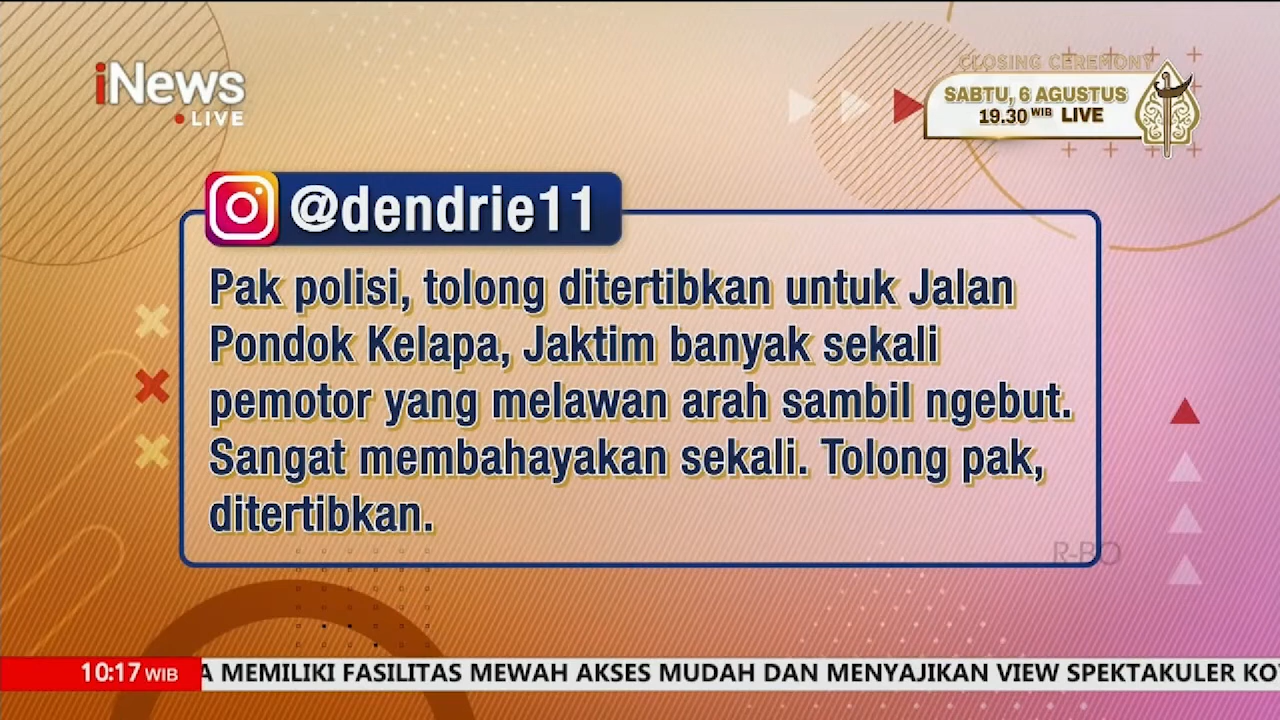 iNews
LIVE
CLOSING CEREMONY
SABTU, 6 AGUSTUS
19.30 WIB LIVE
@dendrie11
Pak polisi, tolong ditertibkan untuk Jalan
Pondok Kelapa, Jaktim banyak sekali
pemotor yang melawan arah sambil ngebut.
Sangat membahayakan sekali. Tolong pak,
ditertibkan.
R-BO
10:17 WIB
A MEMILIKI FASILITAS MEWAH AKSES MUDAH DAN MENYAJIKAN VIEW SPEKTAKULER KO